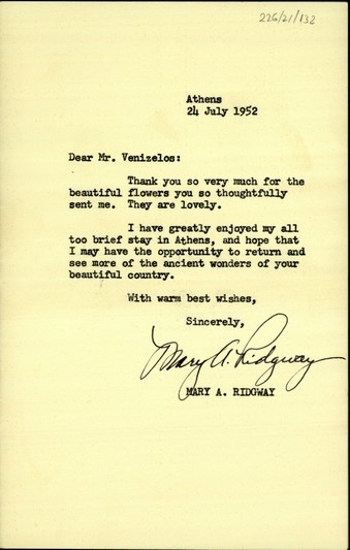 226/21/132
Athens
24 July 1952
Dear Mr. Venizelos:
Thank you so very much for the
beautiful flowers you so thoughtfully
sent me. They are lovely.
I have greatly enjoyed my all
too brief stay in Athens, and hope that
I may have the opportunity to return and
see more of the ancient wonders of your
beautiful country.
With warm best wishes,
Sincerely,
Mary A. Ridgway
MARY A. RIDGWAY